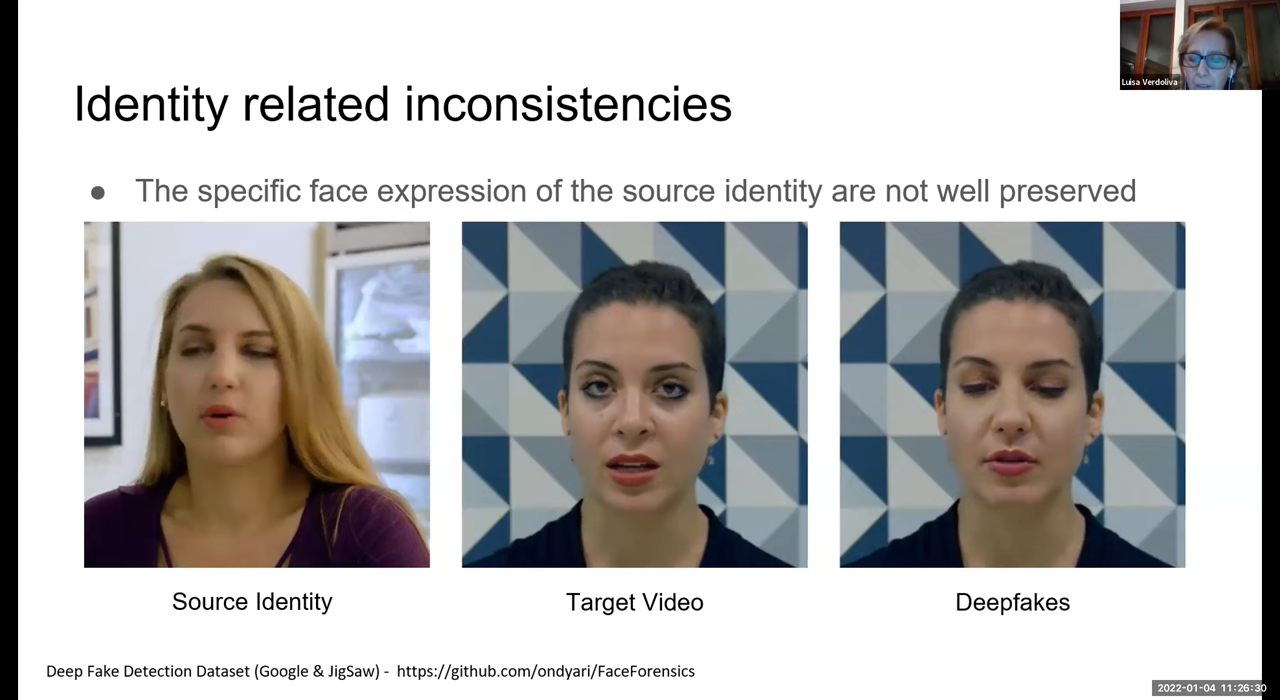 Luisa Verdoliva
Identity related inconsistencies
● The specific face expression of the source identity are not well preserved
Source Identity
Target Video
Deepfakes
Deep Fake Detection Dataset (Google & JigSaw) - https://github.com/ondyari/FaceForensics
2022-01-04 11:26:30